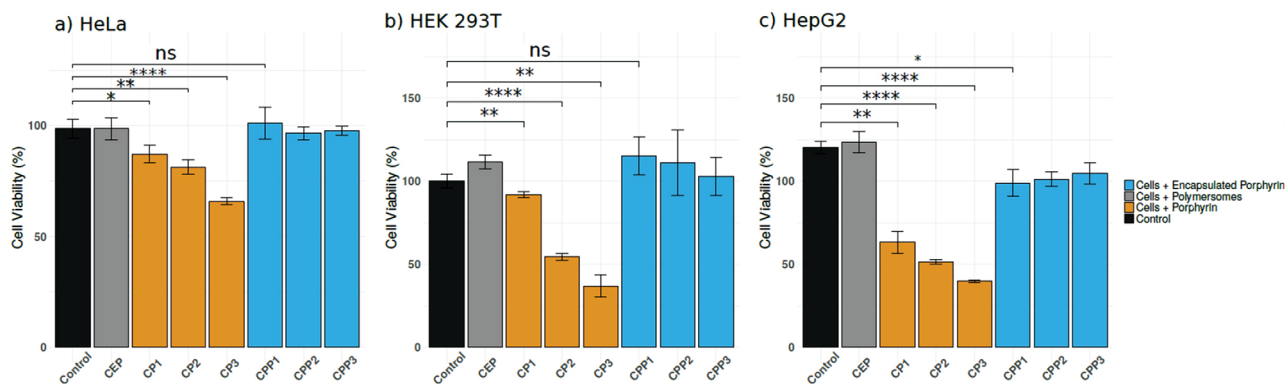 a) HeLa
ns
****
**
*
100
50
0
Cell Viability (%)
Control
CEP
CP1
CP2
CP3
CPP1
CPP2
CPP3
b) HEK 293T
ns
**
****
**
150
100
50
0
Cell Viability (%)
Control
CEP
CP1
CP2
CP3
CPP1
CPP2
CPP3
c) HepG2
*
****
****
**
150
100
50
0
Cell Viability (%)
Control
CEP
CP1
CP2
CP3
CPP1
CPP2
CPP3
Cells + Encapsulated Porphyrin
Cells + Polymersomes
Cells + Porphyrin
Control